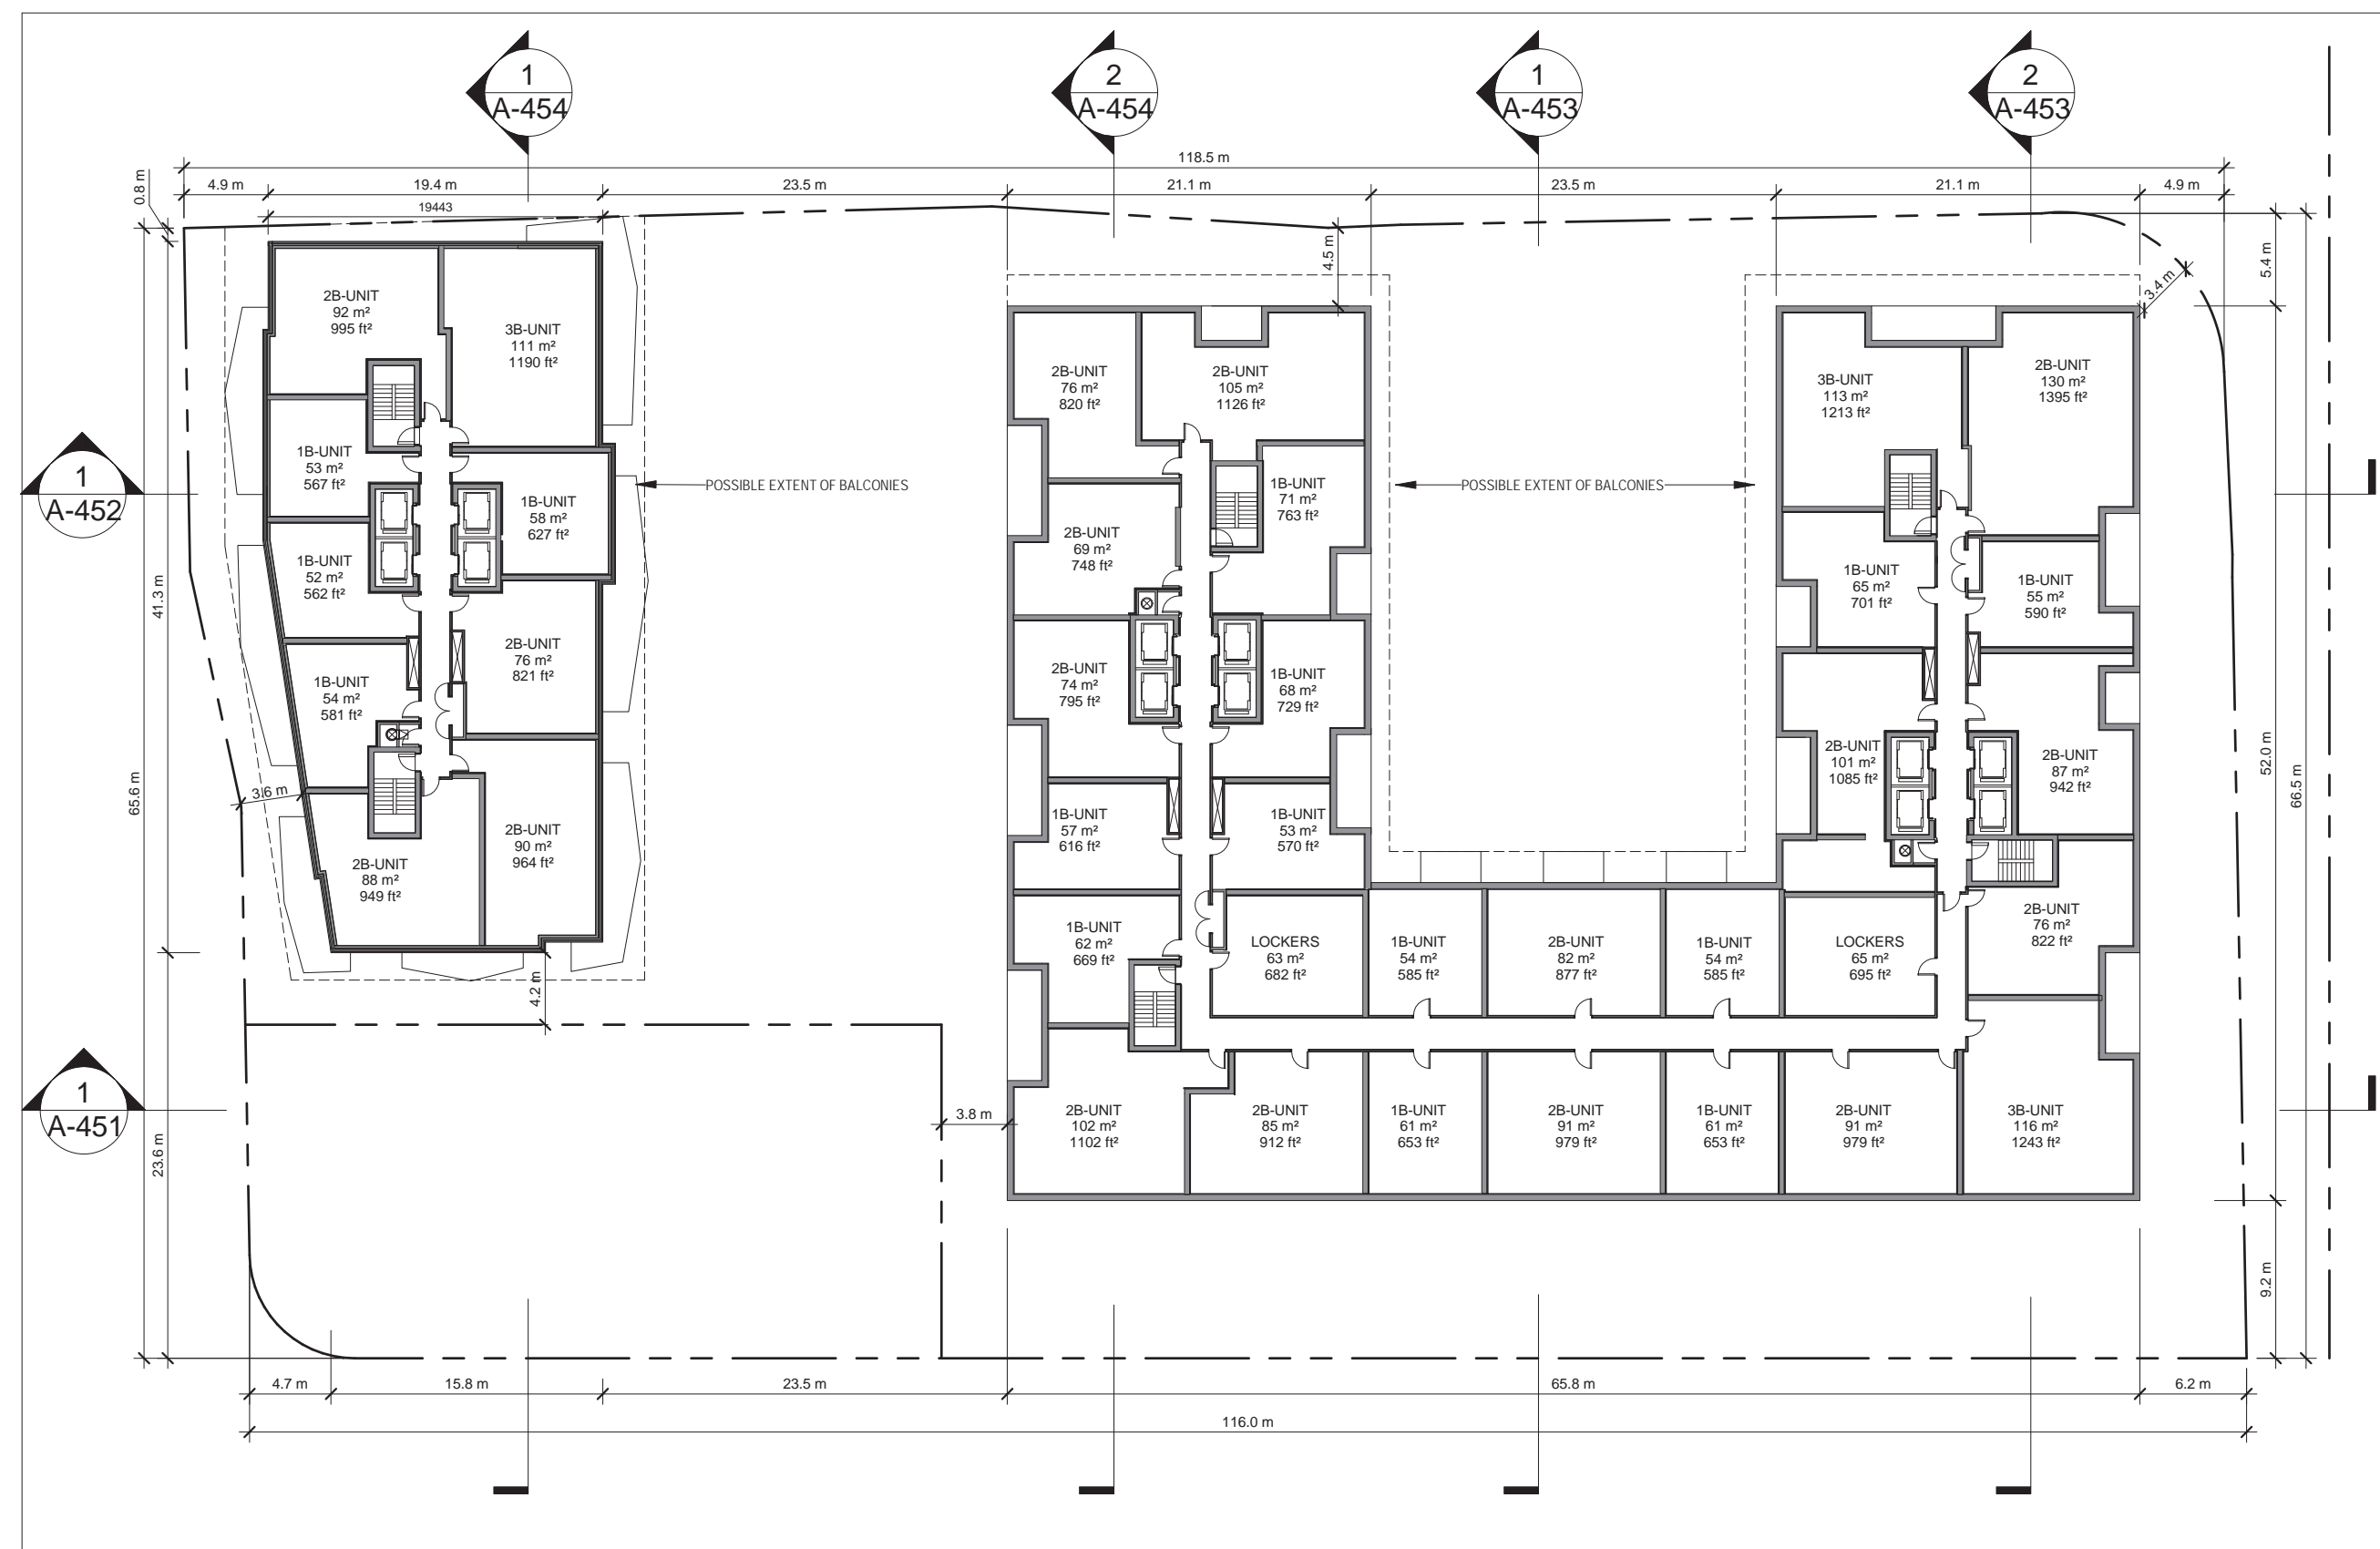 1
A-454
2
A-454
1
A-453
2
A-453
118.5 m
4.9 m
19.4 m
23.5 m
21.1 m
23.5 m
21.1 m
4.9 m
19443
0.8 m
4.5 m
5.4 m
3.4 m
2B-UNIT
92 m²
995 ft²
3B-UNIT
111 m²
1190 ft²
1B-UNIT
53 m²
567 ft²
1B-UNIT
58 m²
627 ft²
1B-UNIT
52 m²
562 ft²
2B-UNIT
76 m²
821 ft²
1B-UNIT
54 m²
581 ft²
2B-UNIT
90 m²
964 ft²
2B-UNIT
88 m²
949 ft²
POSSIBLE EXTENT OF BALCONIES
1
A-452
41.3 m
65.6 m
3.6 m
4.2 m
1
A-451
23.6 m
3.8 m
2B-UNIT
76 m²
820 ft²
2B-UNIT
105 m²
1126 ft²
1B-UNIT
71 m²
763 ft²
2B-UNIT
69 m²
748 ft²
2B-UNIT
74 m²
795 ft²
1B-UNIT
68 m²
729 ft²
1B-UNIT
57 m²
616 ft²
1B-UNIT
53 m²
570 ft²
1B-UNIT
62 m²
669 ft²
LOCKERS
63 m²
682 ft²
1B-UNIT
54 m²
585 ft²
2B-UNIT
82 m²
877 ft²
1B-UNIT
54 m²
585 ft²
LOCKERS
65 m²
695 ft²
POSSIBLE EXTENT OF BALCONIES
3B-UNIT
113 m²
1213 ft²
2B-UNIT
130 m²
1395 ft²
1B-UNIT
65 m²
701 ft²
1B-UNIT
55 m²
590 ft²
2B-UNIT
101 m²
1085 ft²
2B-UNIT
87 m²
942 ft²
2B-UNIT
76 m²
822 ft²
2B-UNIT
102 m²
1102 ft²
2B-UNIT
85 m²
912 ft²
1B-UNIT
61 m²
653 ft²
2B-UNIT
91 m²
979 ft²
1B-UNIT
61 m²
653 ft²
2B-UNIT
91 m²
979 ft²
3B-UNIT
116 m²
1243 ft²
52.0 m
66.5 m
9.2 m
4.7 m
15.8 m
23.5 m
65.8 m
6.2 m
116.0 m